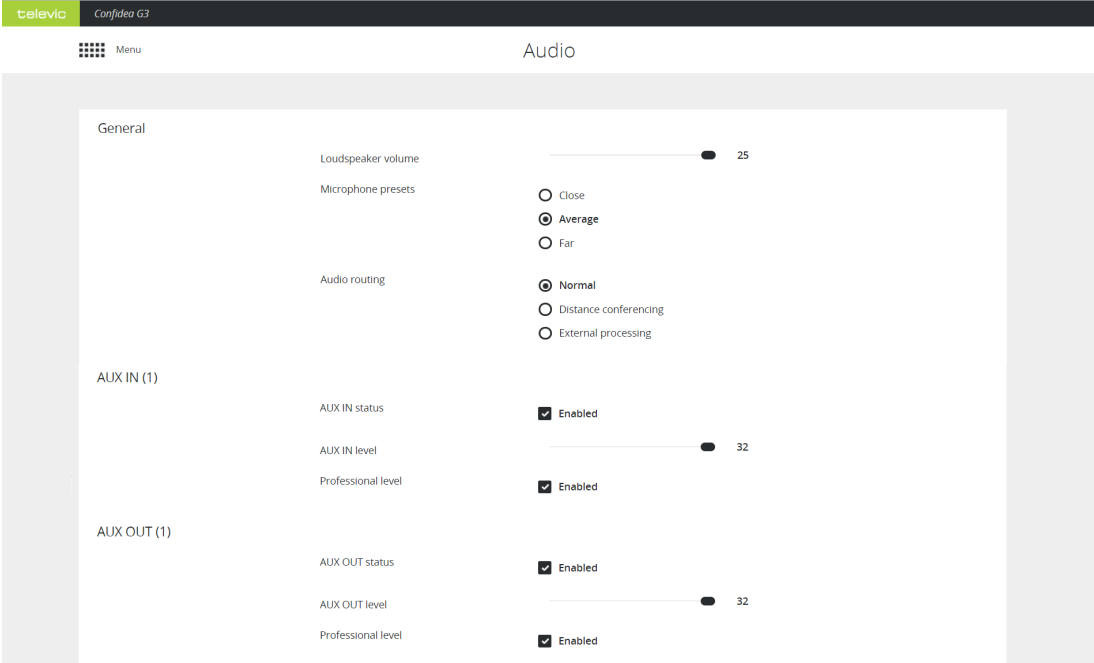 televic Confidea G3
Menu Audio
General
Loudspeaker volume 25
Microphone presets
Close
Average
Far
Audio routing
Normal
Distance conferencing
External processing
AUX IN (1)
AUX IN status Enabled
AUX IN level 32
Professional level Enabled
AUX OUT (1)
AUX OUT status Enabled
AUX OUT level 32
Professional level Enabled